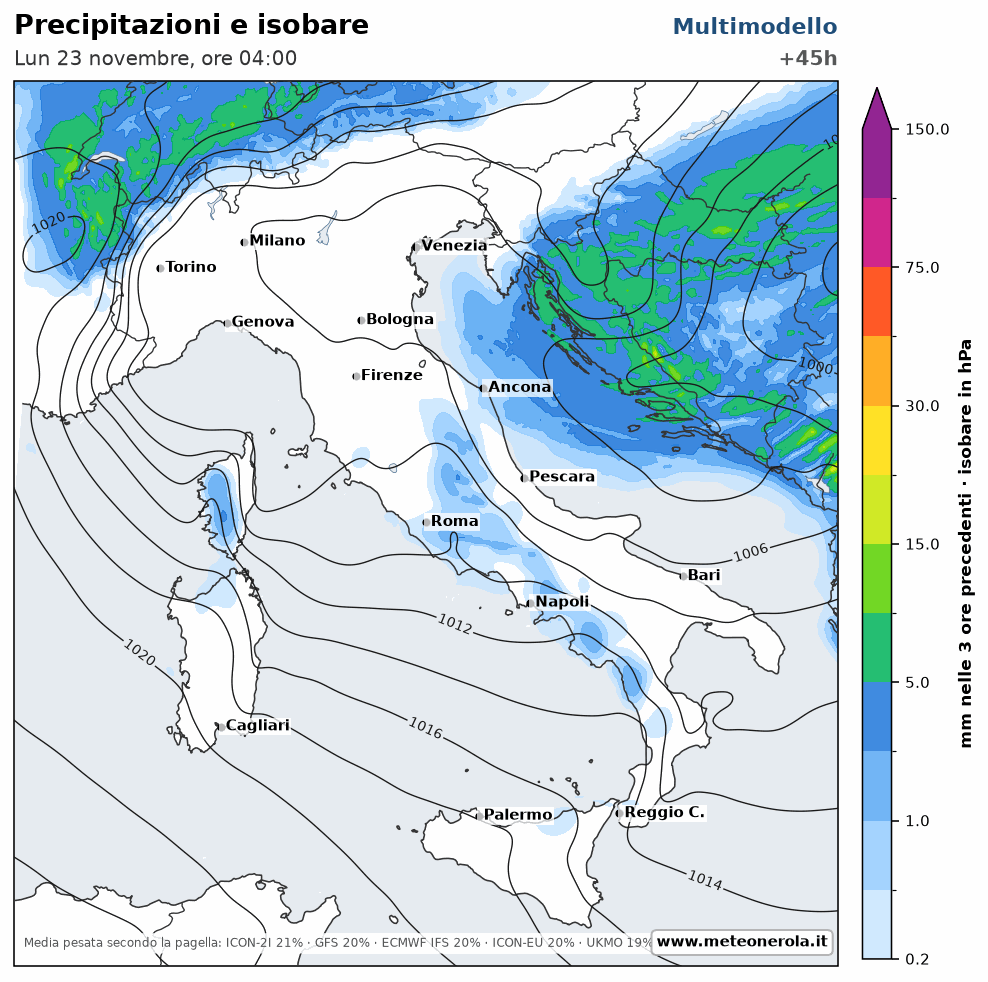 Precipitazioni e isobare
Multimodello
Lun 23 novembre, ore 04:00
+45h
150.0
1020
Milano
Venezia
Torino
75.0
Genova
Bologna
1000
Firenze
Ancona
30.0
Pescara
Roma
15.0
1006
Bari
Napoli
1012
1020
5.0
Cagliari
1016
Palermo
Reggio C.
1.0
1014
Media pesata secondo la pagella: ICON-2I 21% · GFS 20% · ECMWF IFS 20% · ICON-EU 20% · UKMO 19%
www.meteonerola.it
0.2
mm nelle 3 ore precedenti · isobare in hPa